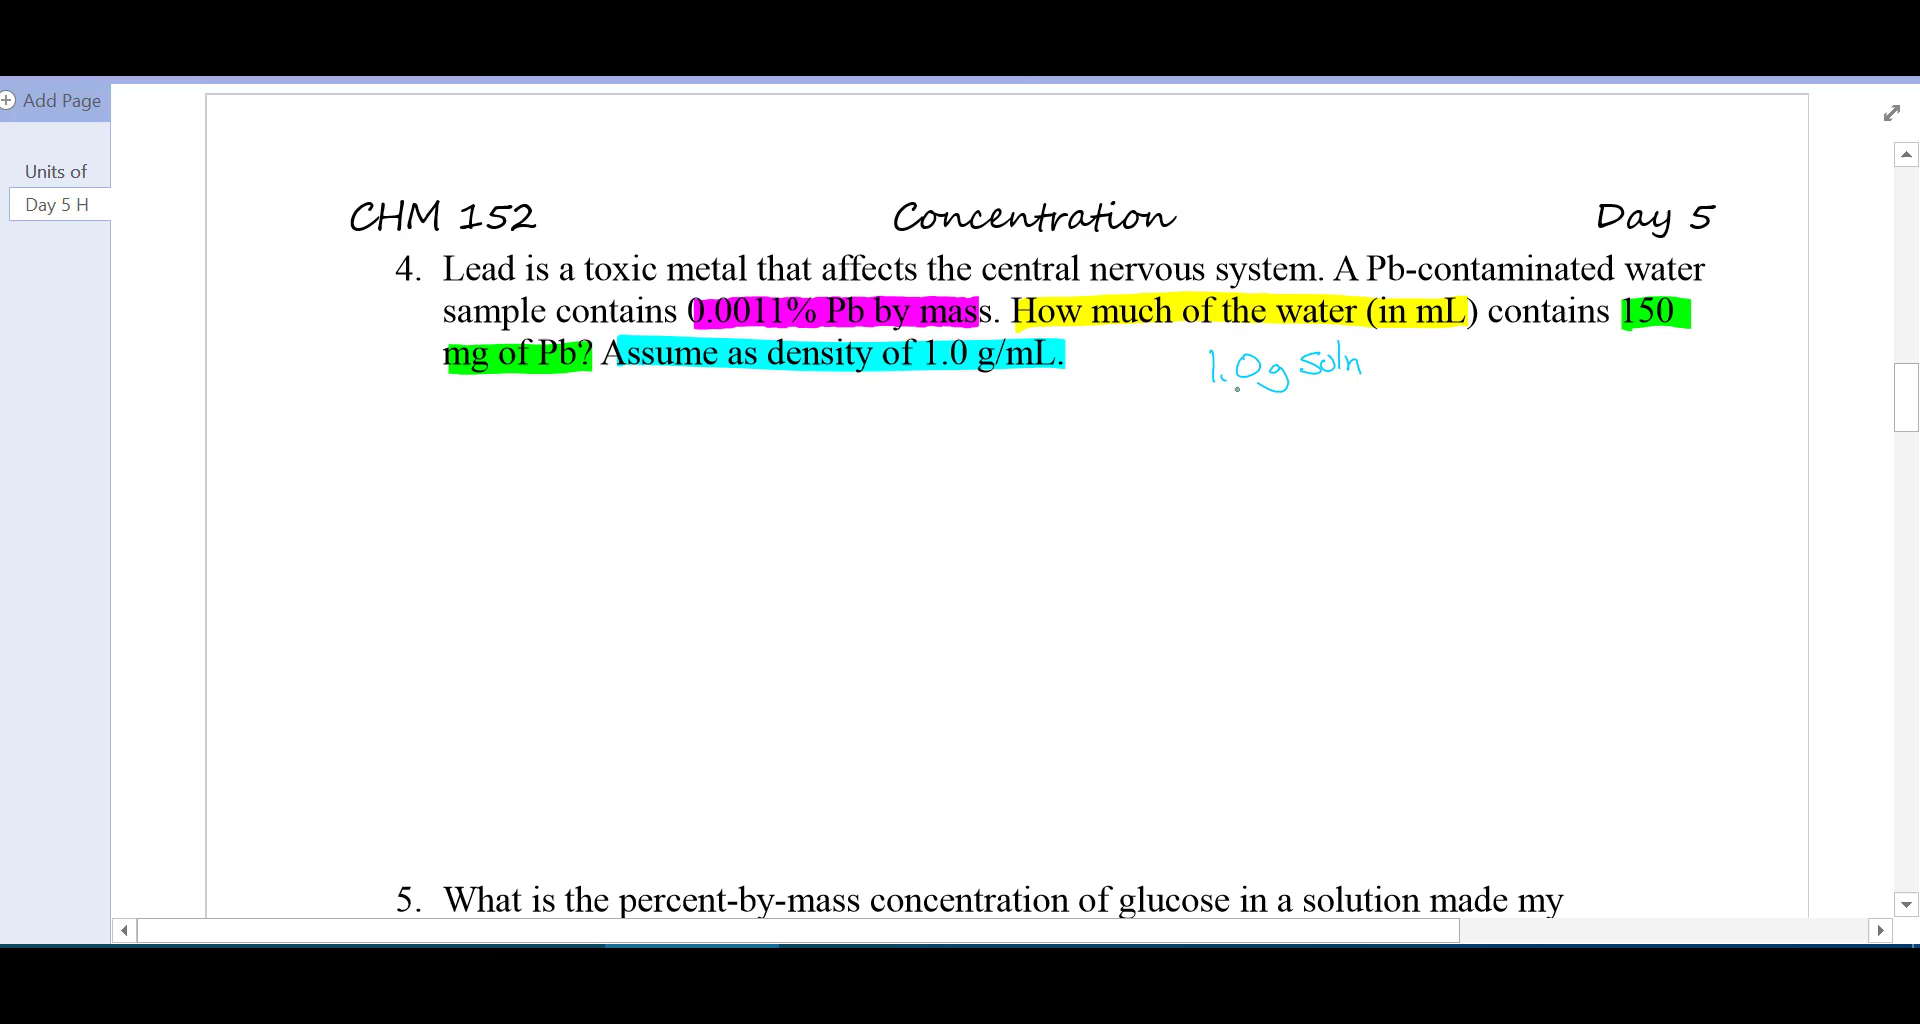 Add Page
Units of
Day 5 H
CHM 152 Concentration Day 5
4. Lead is a toxic metal that affects the central nervous system. A Pb-contaminated water
sample contains 0.0011% Pb by mass. How much of the water (in mL) contains 150
mg of Pb? Assume as density of 1.0 g/mL.
1.0g soln
5. What is the percent-by-mass concentration of glucose in a solution made my